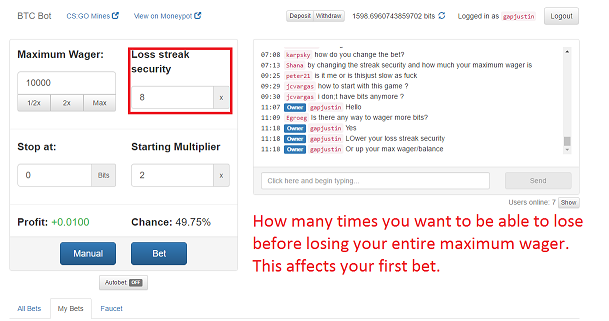 BTC Bot CS:GO Mines View on Moneypot Deposit Withdraw 1598.6960743859702 bits Logged in as gapjustin Logout
Maximum Wager:
10000
1/2x 2x Max
Loss streak
security
8 x
Stop at:
0 Bits
Starting Multiplier
2 x
Profit: +0.0100 Chance: 49.75%
Manual Bet
Autobet OFF
All Bets My Bets Faucet
07:08 karpsky how do you change the bet?
07:13 Shana by changing the streak security and how much your maximum wager is
09:25 peter21 is it me or is thisjust slow as fuck
09:29 jcvargas how to start with this game ?
09:30 jcvargas i don;t have bits anymore ?
11:07 Owner gapjustin Hello
11:09 Egroeg Is there any way to wager more bits?
11:18 Owner gapjustin Yes
11:18 Owner gapjustin LOwer your loss streak security
11:18 Owner gapjustin Or up your max wager/balance
Click here and begin typing... Send
Users online: 7 Show
How many times you want to be able to lose
before losing your entire maximum wager.
This affects your first bet.